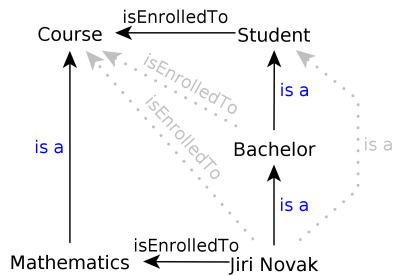 isEnrolledTo
Course
Student
isEnrolledTo
is a
isEnrolledTo
is a
is a
Bachelor
is a
isEnrolledTo
Mathematics
Jiri Novak